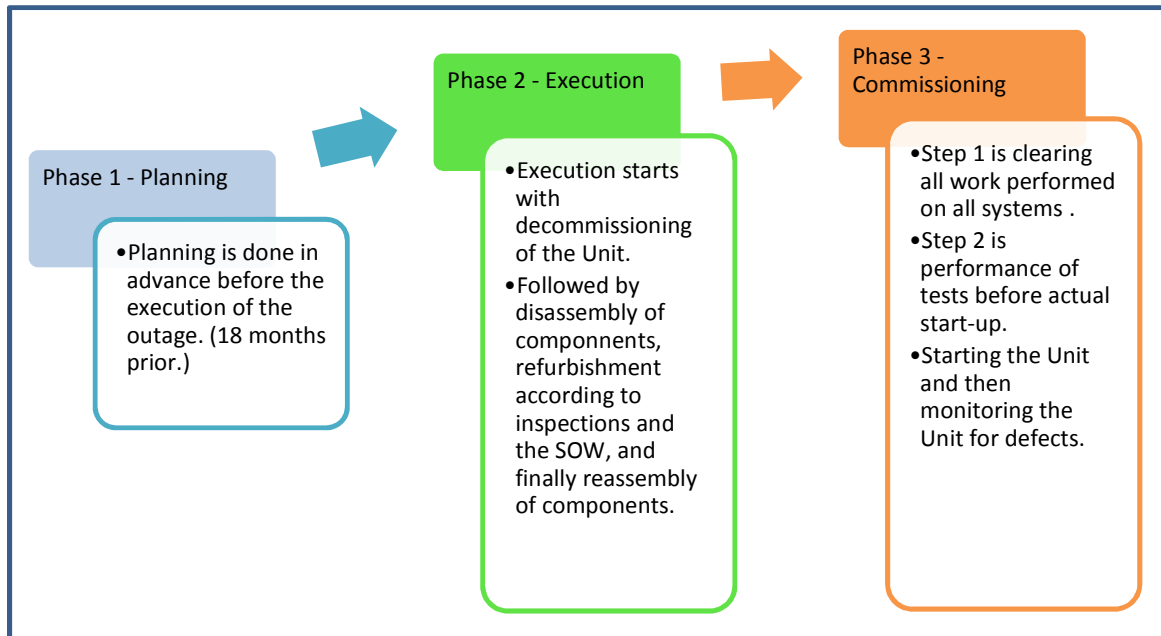 Phase 1 - Planning
•Planning is done in
advance before the
execution of the
outage. (18 months
prior.)
Phase 2 - Execution
•Execution starts
with
decommissioning
of the Unit.
•Followed by
disassembly of
componnents,
refurbishment
according to
inspections and
the SOW, and
finally reassembly
of components.
Phase 3 -
Commissioning
•Step 1 is clearing
all work performed
on all systems .
•Step 2 is
performance of
tests before actual
start-up.
•Starting the Unit
and then
monitoring the
Unit for defects.